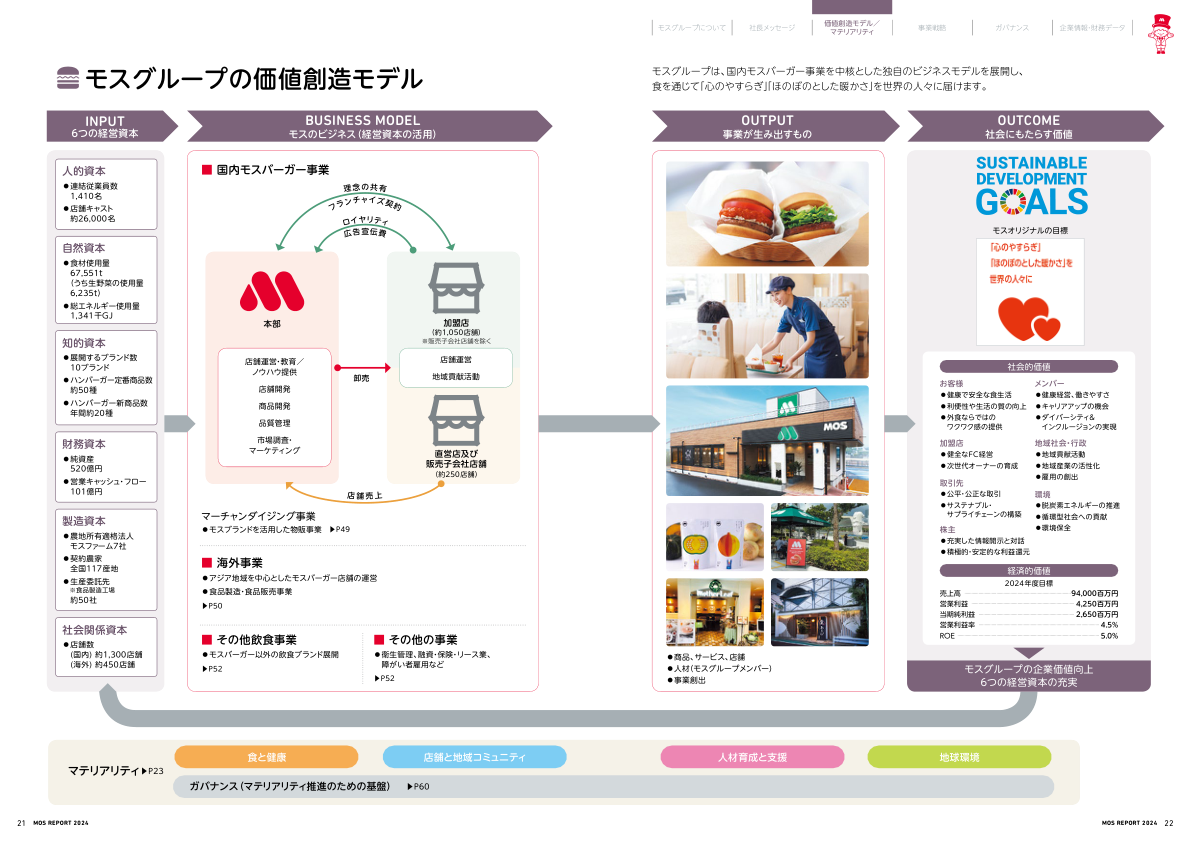 モスグループについて
社長メッセージ
価値創造モデル／
マテリアリティ
事業戦略
ガバナンス
企業情報・財務データ
モスグループの価値創造モデル
モスグループは、国内モスバーガー事業を中核とした独自のビジネスモデルを展開し、
食を通じて「心のやすらぎ」「ほのぼのとした暖かさ」を世界の人々に届けます。
INPUT
6つの経営資本
人的資本
●連結従業員数
1,410名
●店舗キャスト
約26,000名
自然資本
●食材使用量
67,551t
(うち生野菜の使用量
6,235t)
●総エネルギー使用量
1,341千GJ
知的資本
●展開するブランド数
10ブランド
●ハンバーガー定番商品数
約50種
●ハンバーガー新商品数
年間約20種
財務資本
●純資産
520億円
●営業キャッシュ・フロー
101億円
製造資本
●農地所有適格法人
モスファーム7社
●契約農家
全国117産地
●生産委託先
※食品製造工場
約50社
社会関係資本
●店舗数
(国内) 約1,300店舗
(海外) 約450店舗
BUSINESS MODEL
モスのビジネス（経営資本の活用）
■ 国内モスバーガー事業
理念の共有
フランチャイズ契約
ロイヤリティ
広告宣伝費
本部
店舗運営・教育／
ノウハウ提供
店舗開発
商品開発
品質管理
市場調査・
マーケティング
卸売
加盟店
(約1,050店舗)
※販売子会社店舗を除く
店舗運営
地域貢献活動
直営店及び
販売子会社店舗
(約250店舗)
店舗売上
マーチャンダイジング事業
●モスブランドを活用した物販事業 ▶P49
■ 海外事業
●アジア地域を中心としたモスバーガー店舗の運営
●食品製造・食品販売事業
▶P50
■ その他飲食事業
●モスバーガー以外の飲食ブランド展開
▶P52
■ その他の事業
●衛生管理、融資・保険・リース業、
障がい者雇用など
▶P52
OUTPUT
事業が生み出すもの
MOS
Mother Leaf
●商品、サービス、店舗
●人材(モスグループメンバー)
●事業創出
OUTCOME
社会にもたらす価値
SUSTAINABLE
DEVELOPMENT
GOALS
モスオリジナルの目標
「心のやすらぎ」
「ほのぼのとした暖かさ」を
世界の人々に
社会的価値
お客様
●健康で安全な食生活
●利便性や生活の質の向上
●外食ならではの
ワクワク感の提供
加盟店
●健全なFC経営
●次世代オーナーの育成
取引先
●公平・公正な取引
●サステナブル・
サプライチェーンの構築
株主
●充実した情報開示と対話
●積極的・安定的な利益還元
メンバー
●健康経営、働きやすさ
●キャリアアップの機会
●ダイバーシティ&
インクルージョンの実現
地域社会・行政
●地域貢献活動
●地域産業の活性化
●雇用の創出
環境
●脱炭素エネルギーの推進
●循環型社会への貢献
●環境保全
経済的価値
2024年度目標
売上高 94,000百万円
営業利益 4,250百万円
当期純利益 2,650百万円
営業利益率 4.5%
ROE 5.0%
モスグループの企業価値向上
6つの経営資本の充実
マテリアリティ▶P23
食と健康
店舗と地域コミュニティ
人材育成と支援
地球環境
ガバナンス（マテリアリティ推進のための基盤） ▶P60
21 MOS REPORT 2024
MOS REPORT 2024 22